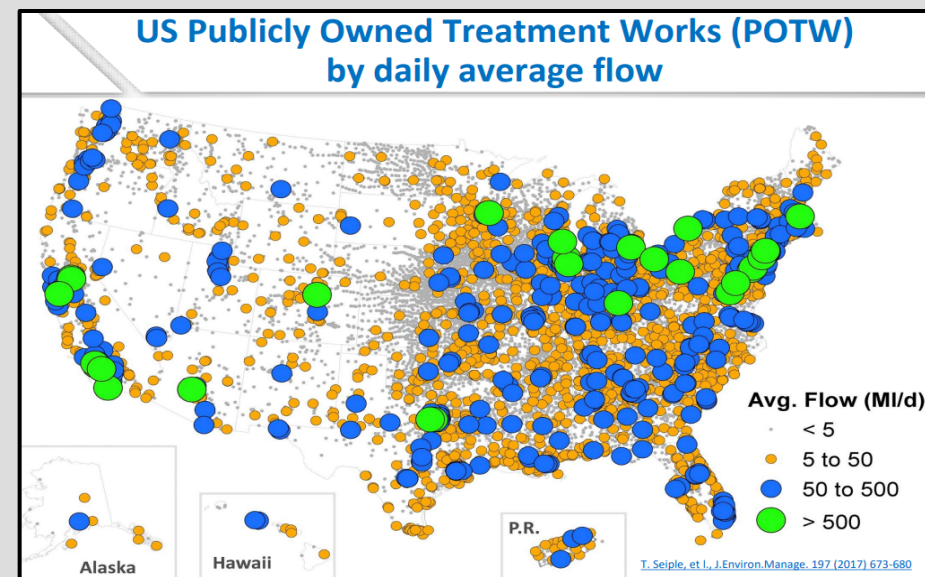 US Publicly Owned Treatment Works (POTW)
by daily average flow
Avg. Flow (Ml/d)
< 5
5 to 50
50 to 500
> 500
Alaska
Hawaii
P.R.
T. Seiple, et l., J.Environ.Manage. 197 (2017) 673-680